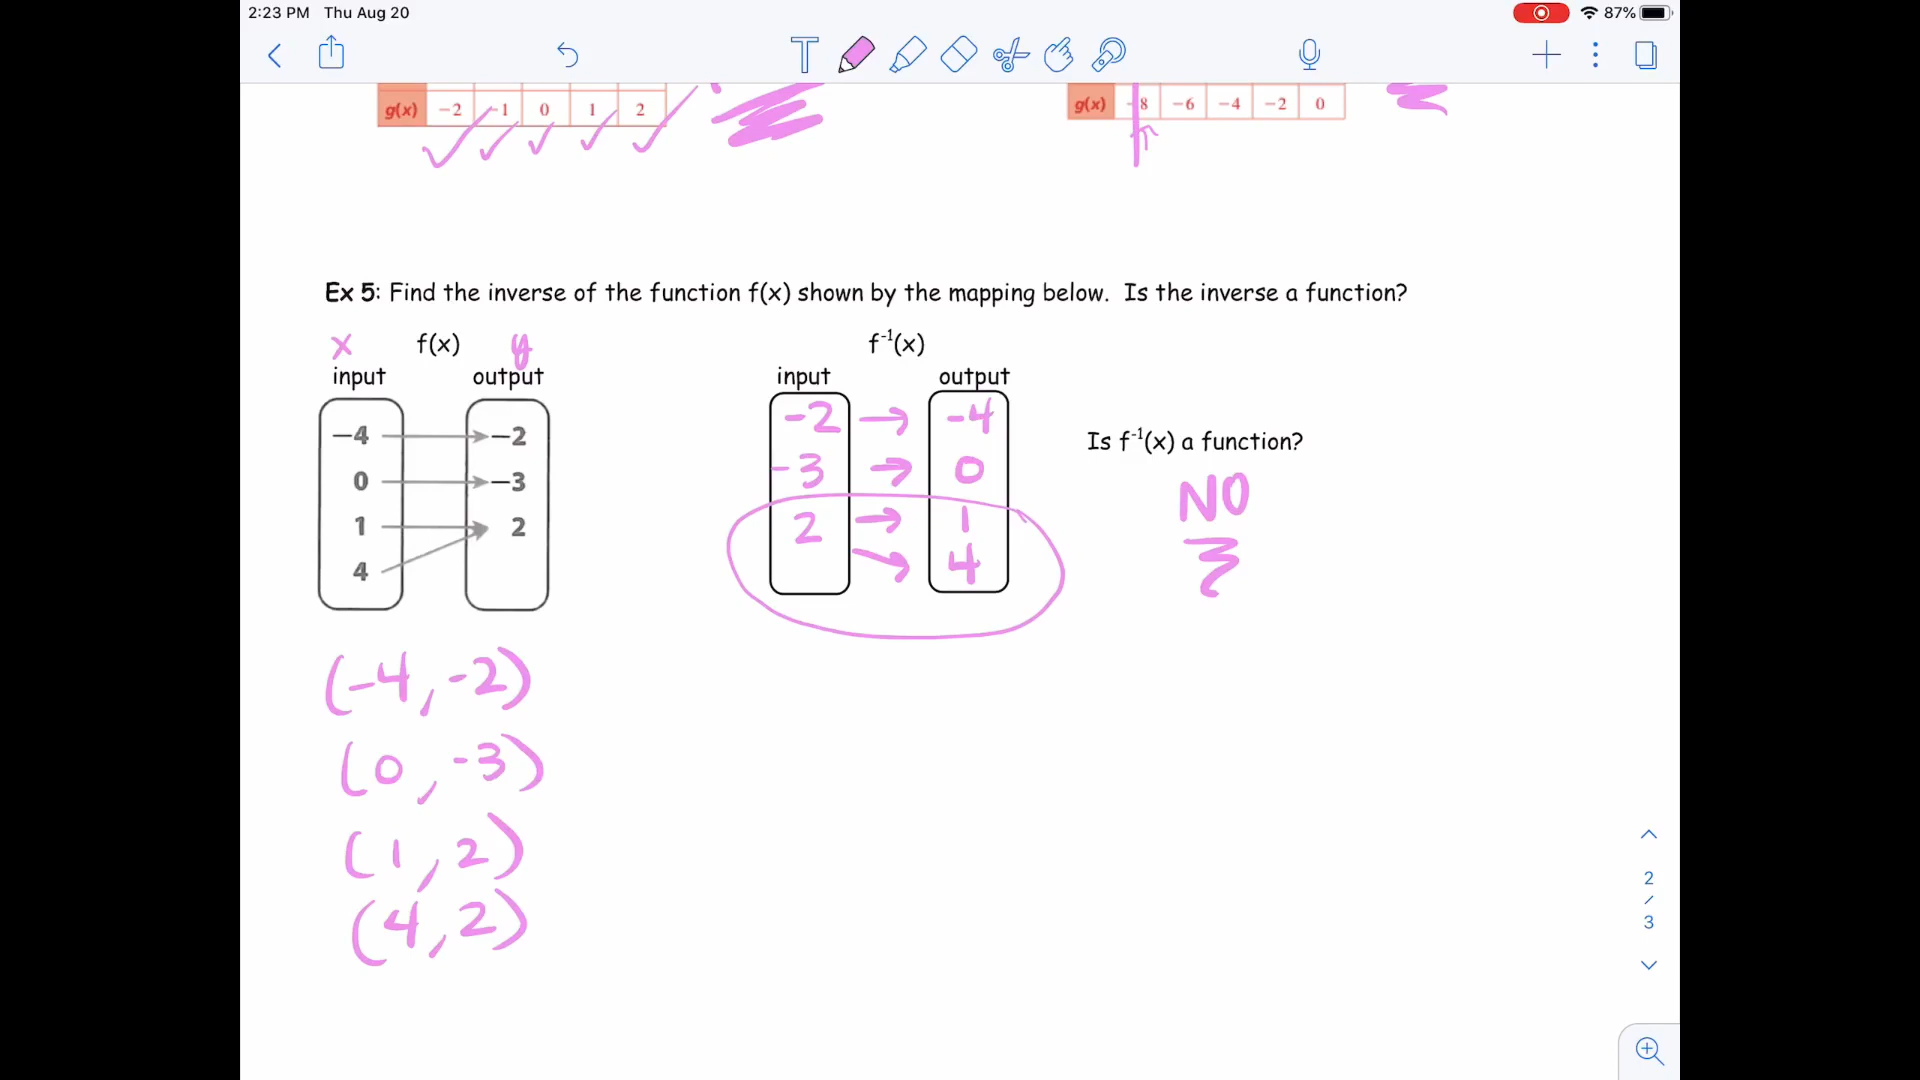 2:23 PM Thu Aug 20 87%
T
g(x) -2 -1 0 1 2
g(x) -8 -6 -4 -2 0
Ex 5: Find the inverse of the function f(x) shown by the mapping below. Is the inverse a function?
x f(x) y
input output
-4 -2
0 -3
1 2
4
f⁻¹(x)
input output
-2 → -4
-3 → 0
2 → 1
→ 4
Is f⁻¹(x) a function?
NO
(-4, -2)
(0, -3)
(1, 2)
(4, 2)
2
/
3